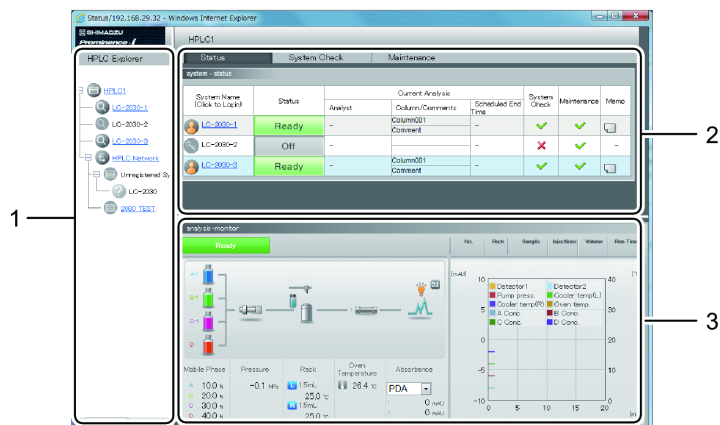 Status/192.168.29.32 - Windows Internet Explorer
SHIMADZU
Prominence
HPLC1
HPLC Explorer
HPLC1
LC-2030-1
LC-2030-2
LC-2030-3
HPLC Network
Unregistered Sy
LC-2030
2030 TEST
Status System Check Maintenance
system - status
System Name (Click to Login) Status Current Analysis System Check Maintenance Memo
Analyst Column/Comments Scheduled End Time
LC-2030-1 Ready - Column001 -
Comment
LC-2030-2 Off - - -
LC-2030-3 Ready - Column001 -
Comment
analysis-monitor
Ready
No. Rack Sample Injections Volume Run Time
[mAU]
Detector1 Detector2
Pump press. Cooler temp(L)
Cooler temp(R) Oven temp.
A Conc. B Conc.
C Conc. D Conc.
10 5 0 -5 -10
40 30 20 10 0
0 5 10 15 20
Mobile Phase Pressure Rack Oven Temperature Absorbance
A 10.0 % -0.1 MPa L 1.5mL 26.4 °C PDA
B 20.0 % 25.0 °C 0 mAU
C 30.0 % R 1.5mL 0 mAU
D 40.0 % 25.0 °C
1
2
3